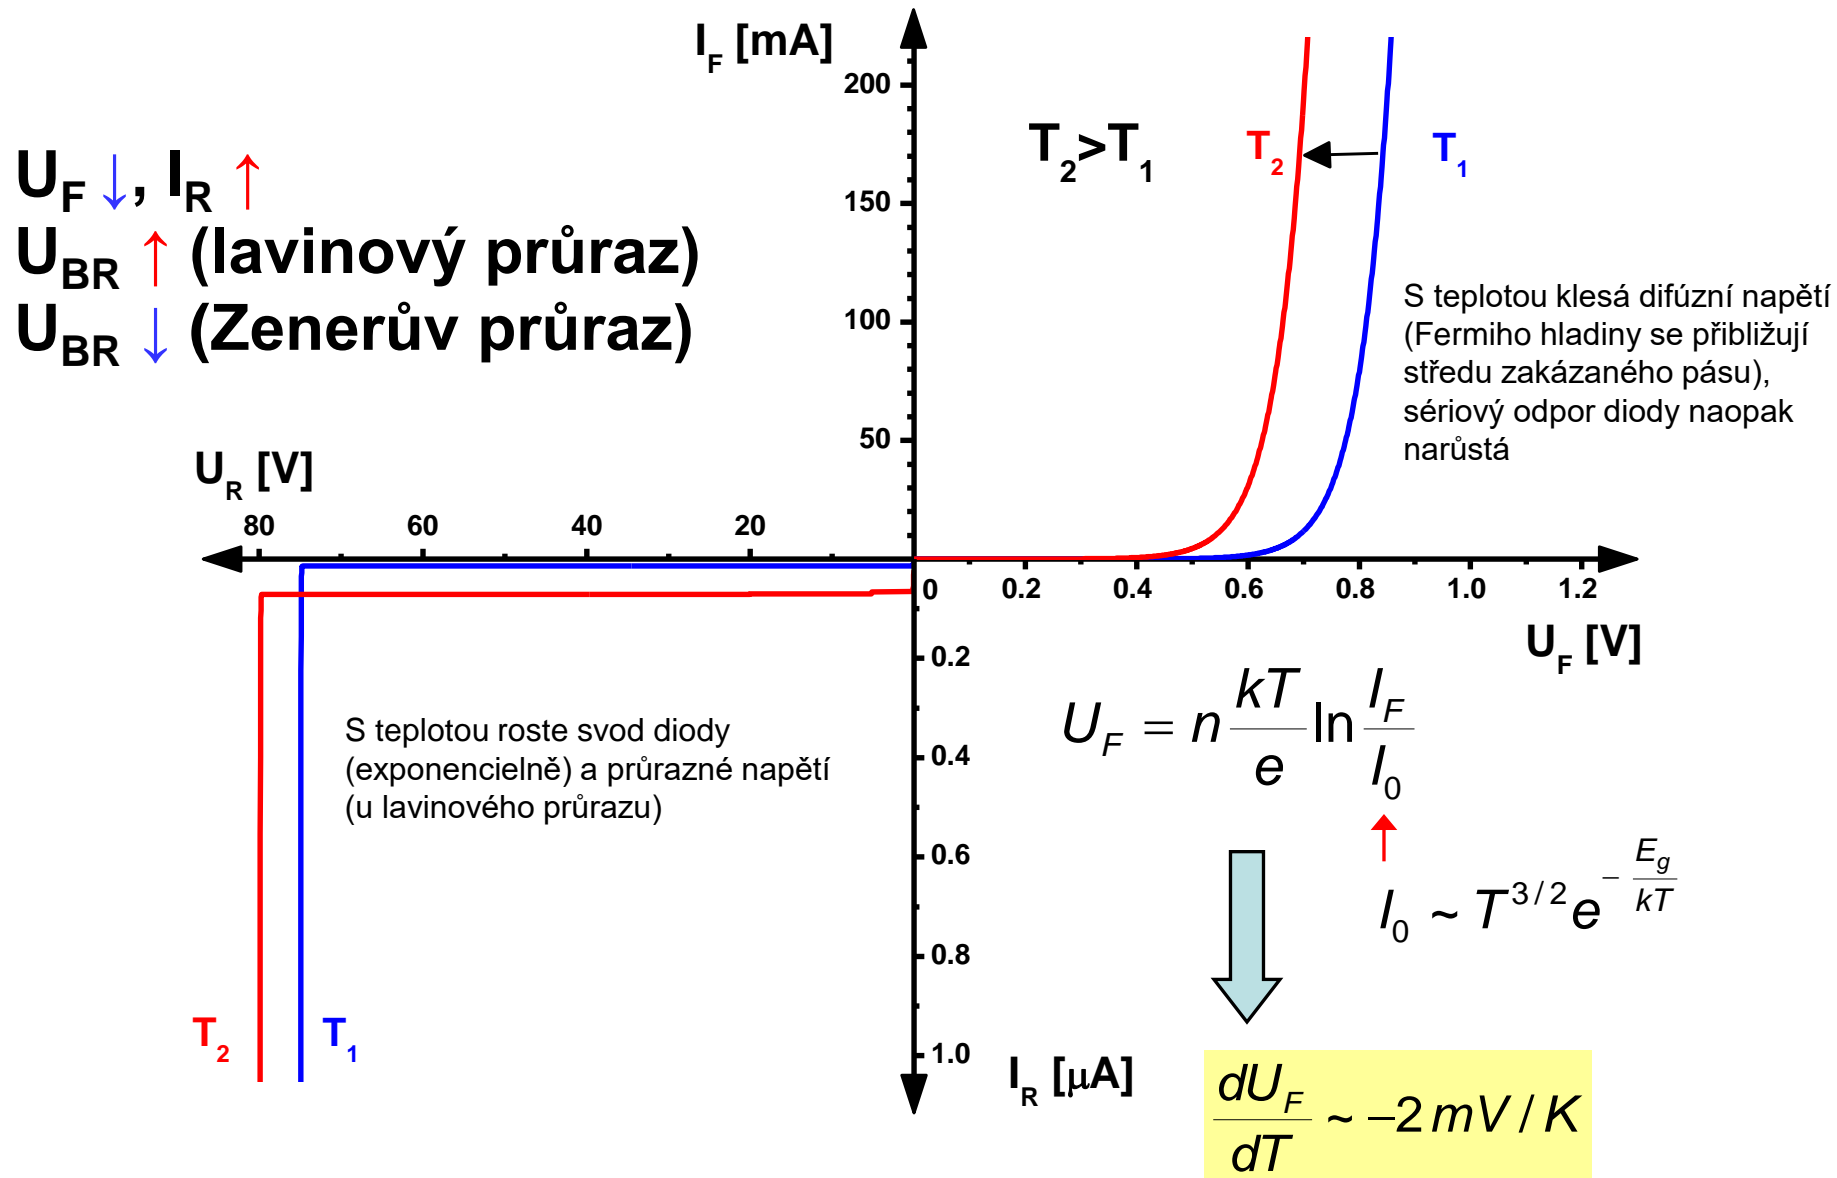 I_F [mA]
200
150
100
50
T_2>T_1
T_2
T_1
U_F ↓, I_R ↑
U_BR ↑ (lavinový průraz)
U_BR ↓ (Zenerův průraz)
S teplotou klesá difúzní napětí
(Fermiho hladiny se přibližují
středu zakázaného pásu),
sériový odpor diody naopak
narůstá
U_R [V]
80 60 40 20
0 0.2 0.4 0.6 0.8 1.0 1.2
U_F [V]
0.2
0.4
0.6
0.8
1.0
I_R [μA]
S teplotou roste svod diody
(exponencielně) a průrazné napětí
(u lavinového průrazu)
T_2
T_1
U_F = n kT/e ln I_F/I_0
I_0 ~ T^{3/2} e^{-E_g/kT}
dU_F/dT ~ −2 mV / K